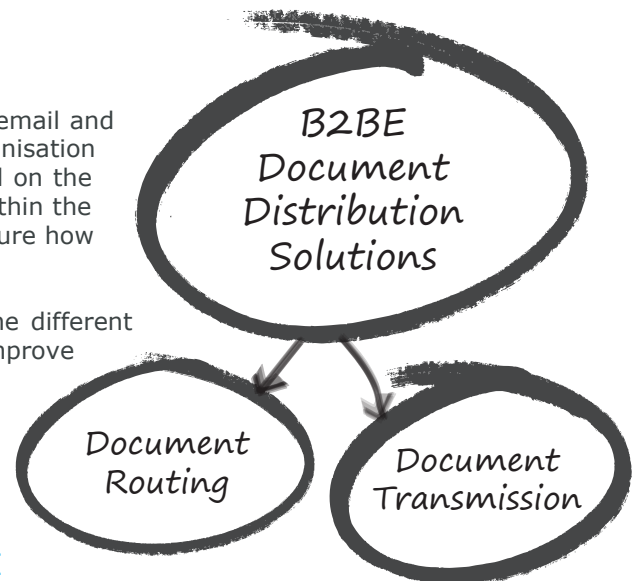 email and
nisation
d on the
thin the
ure how
ne different
mprove
B2BE
Document
Distribution
Solutions
Document
Routing
Document
Transmission